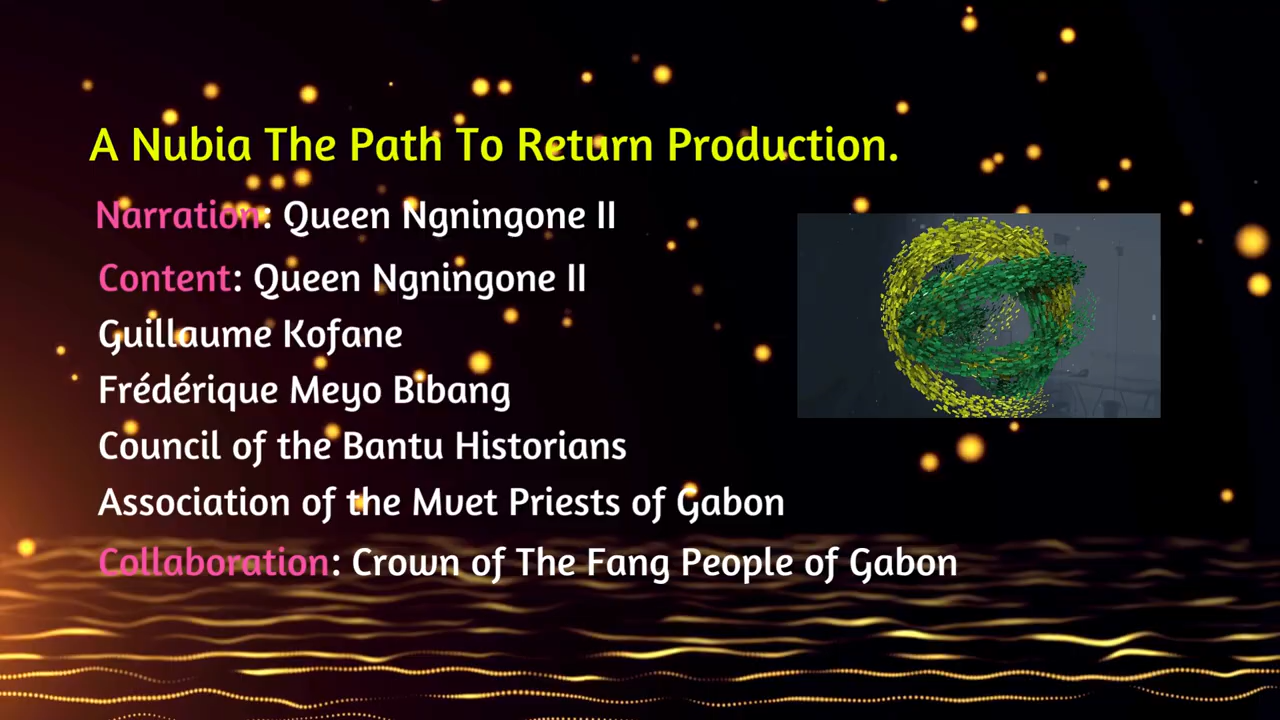 A Nubia The Path To Return Production.
Narration: Queen Ngningone II
Content: Queen Ngningone II
Guillaume Kofane
Frédérique Meyo Bibang
Council of the Bantu Historians
Association of the Mvet Priests of Gabon
Collaboration: Crown of The Fang People of Gabon